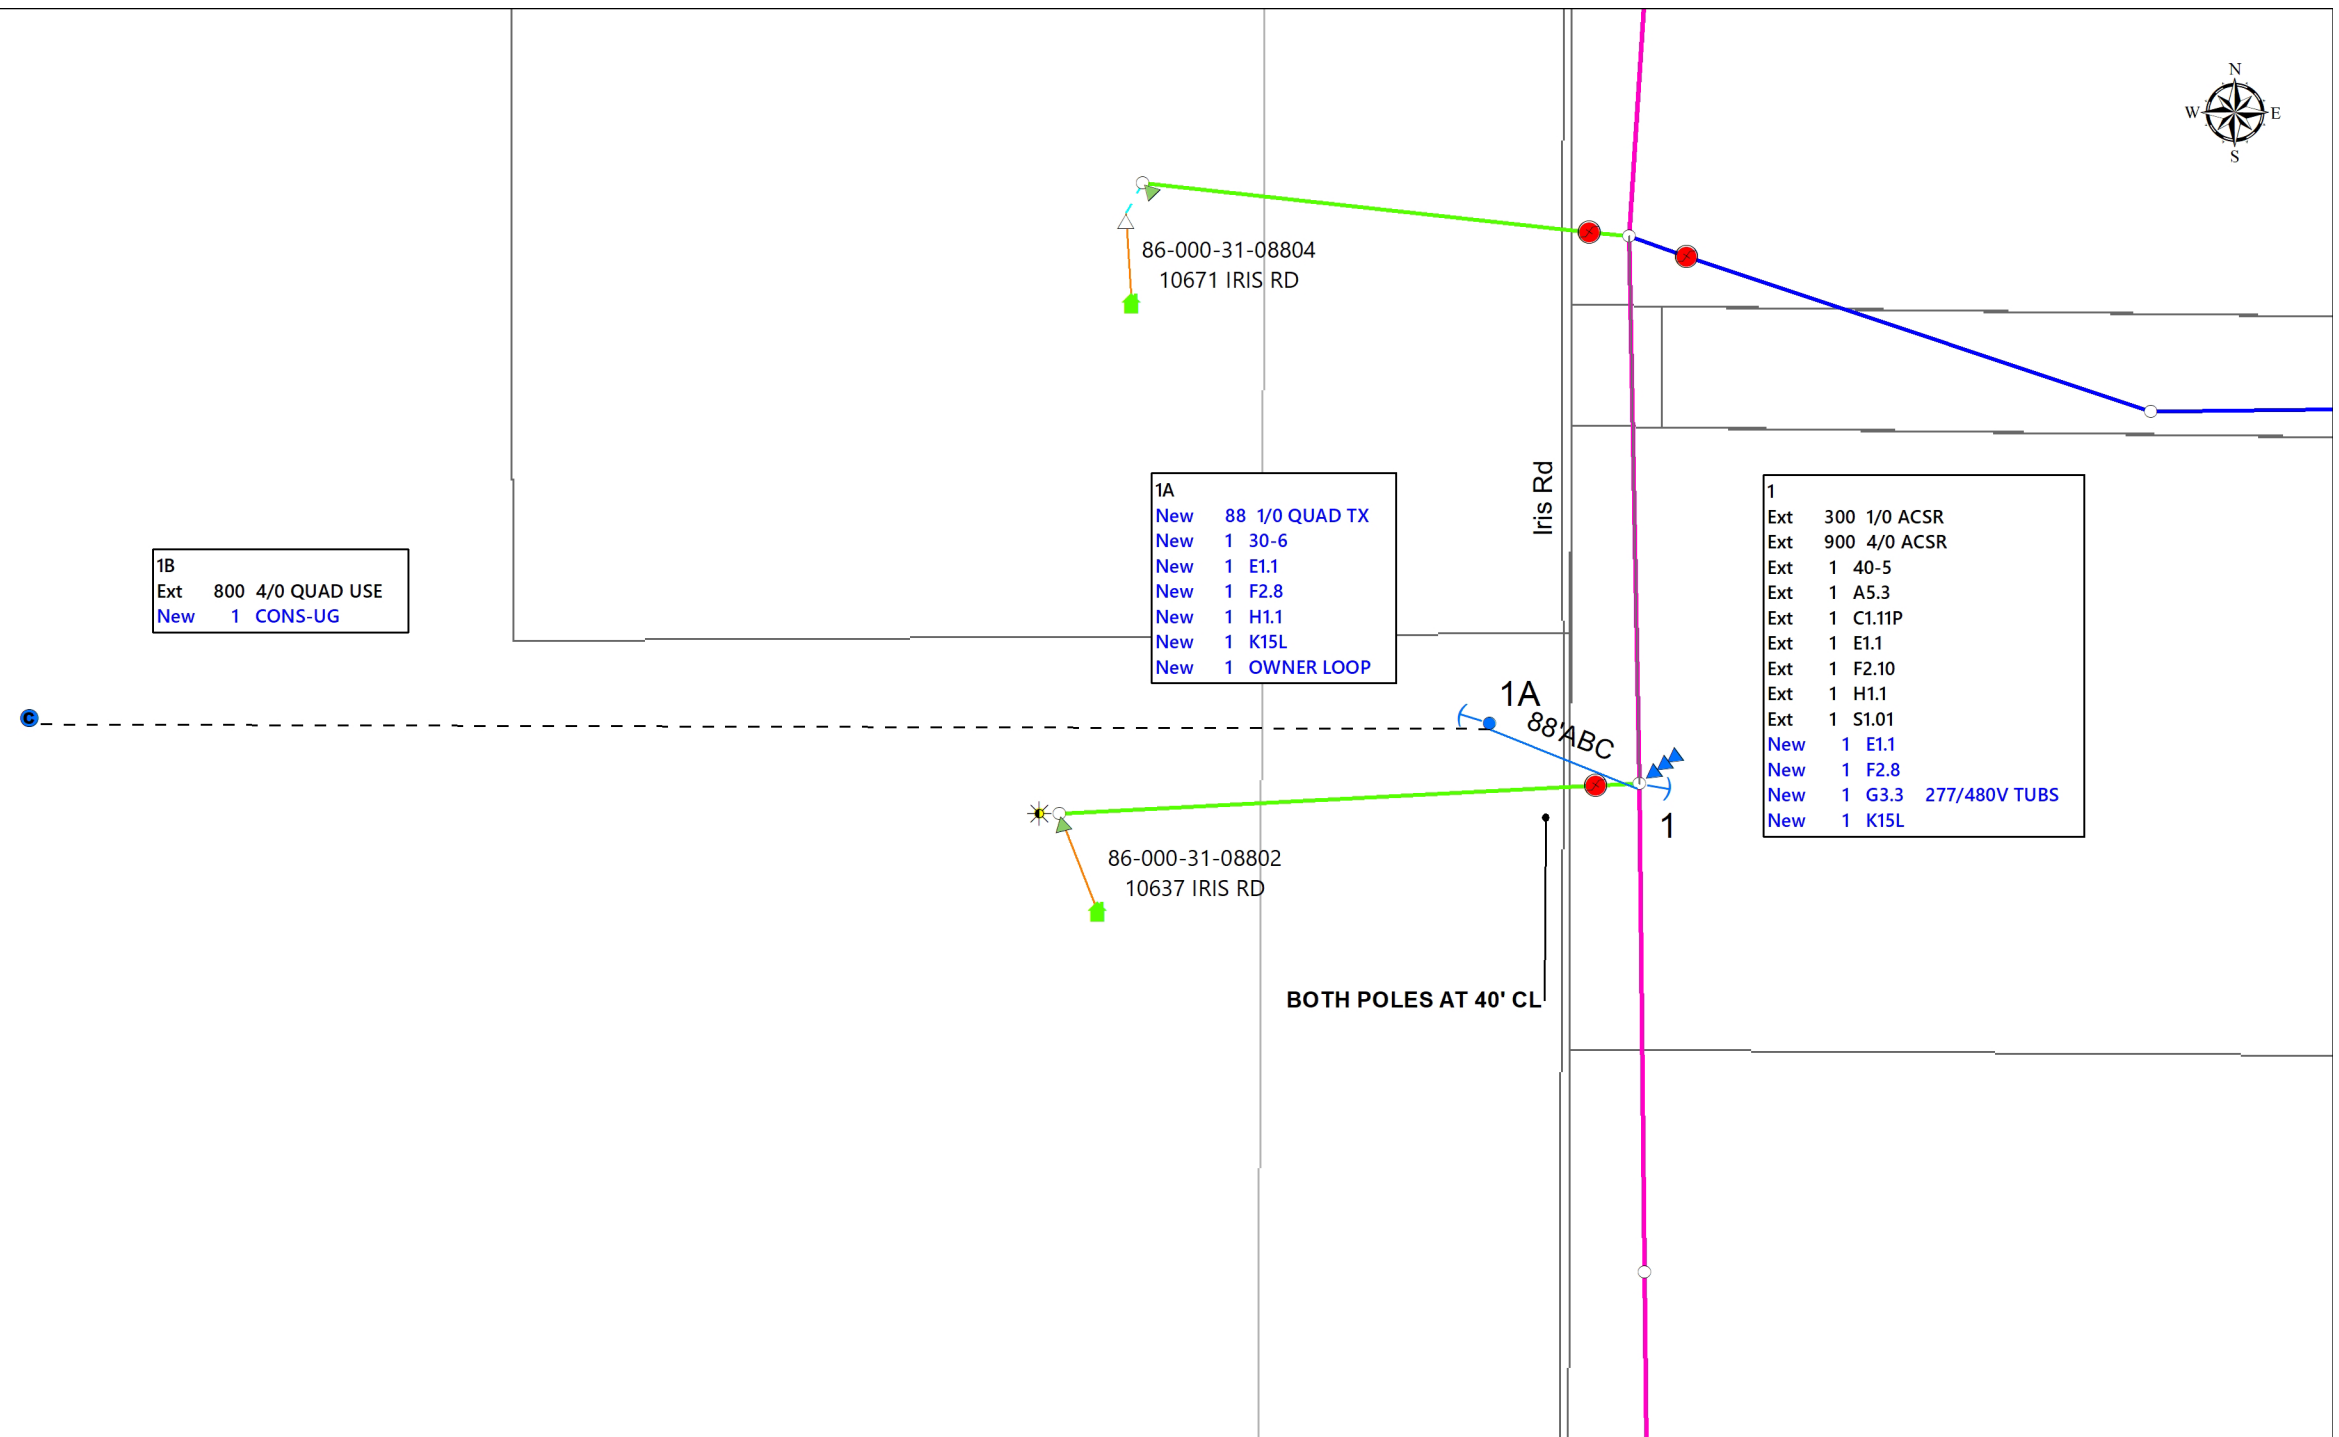 N
W E
S
86-000-31-08804
10671 IRIS RD
Iris Rd
1A
New 88 1/0 QUAD TX
New 1 30-6
New 1 E1.1
New 1 F2.8
New 1 H1.1
New 1 K15L
New 1 OWNER LOOP
1
Ext 300 1/0 ACSR
Ext 900 4/0 ACSR
Ext 1 40-5
Ext 1 A5.3
Ext 1 C1.11P
Ext 1 E1.1
Ext 1 F2.10
Ext 1 H1.1
Ext 1 S1.01
New 1 E1.1
New 1 F2.8
New 1 G3.3 277/480V TUBS
New 1 K15L
1B
Ext 800 4/0 QUAD USE
New 1 CONS-UG
C
1A
88'ABC
1
86-000-31-08802
10637 IRIS RD
BOTH POLES AT 40' CL